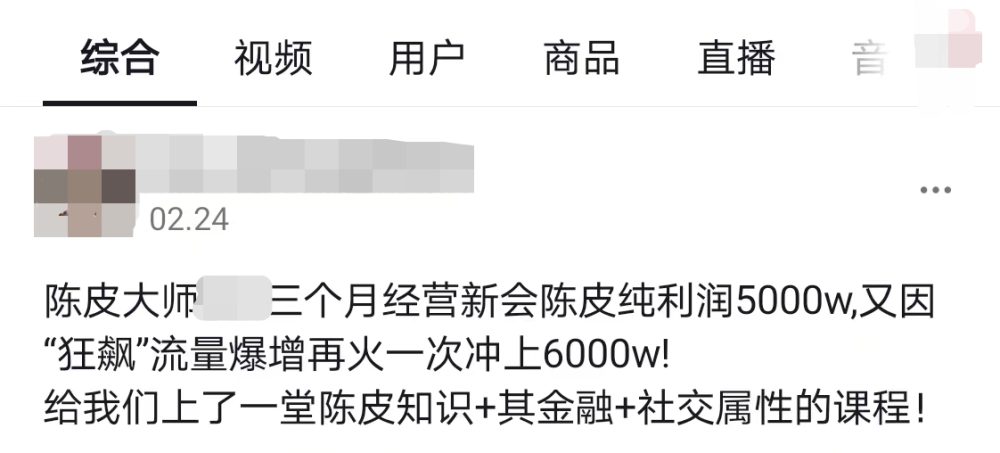 综合 视频 用户 商品 直播 音
02.24
陈皮大师 三个月经营新会陈皮纯利润5000w,又因
“狂飙”流量爆增再火一次冲上6000w!
给我们上了一堂陈皮知识+其金融+社交属性的课程!